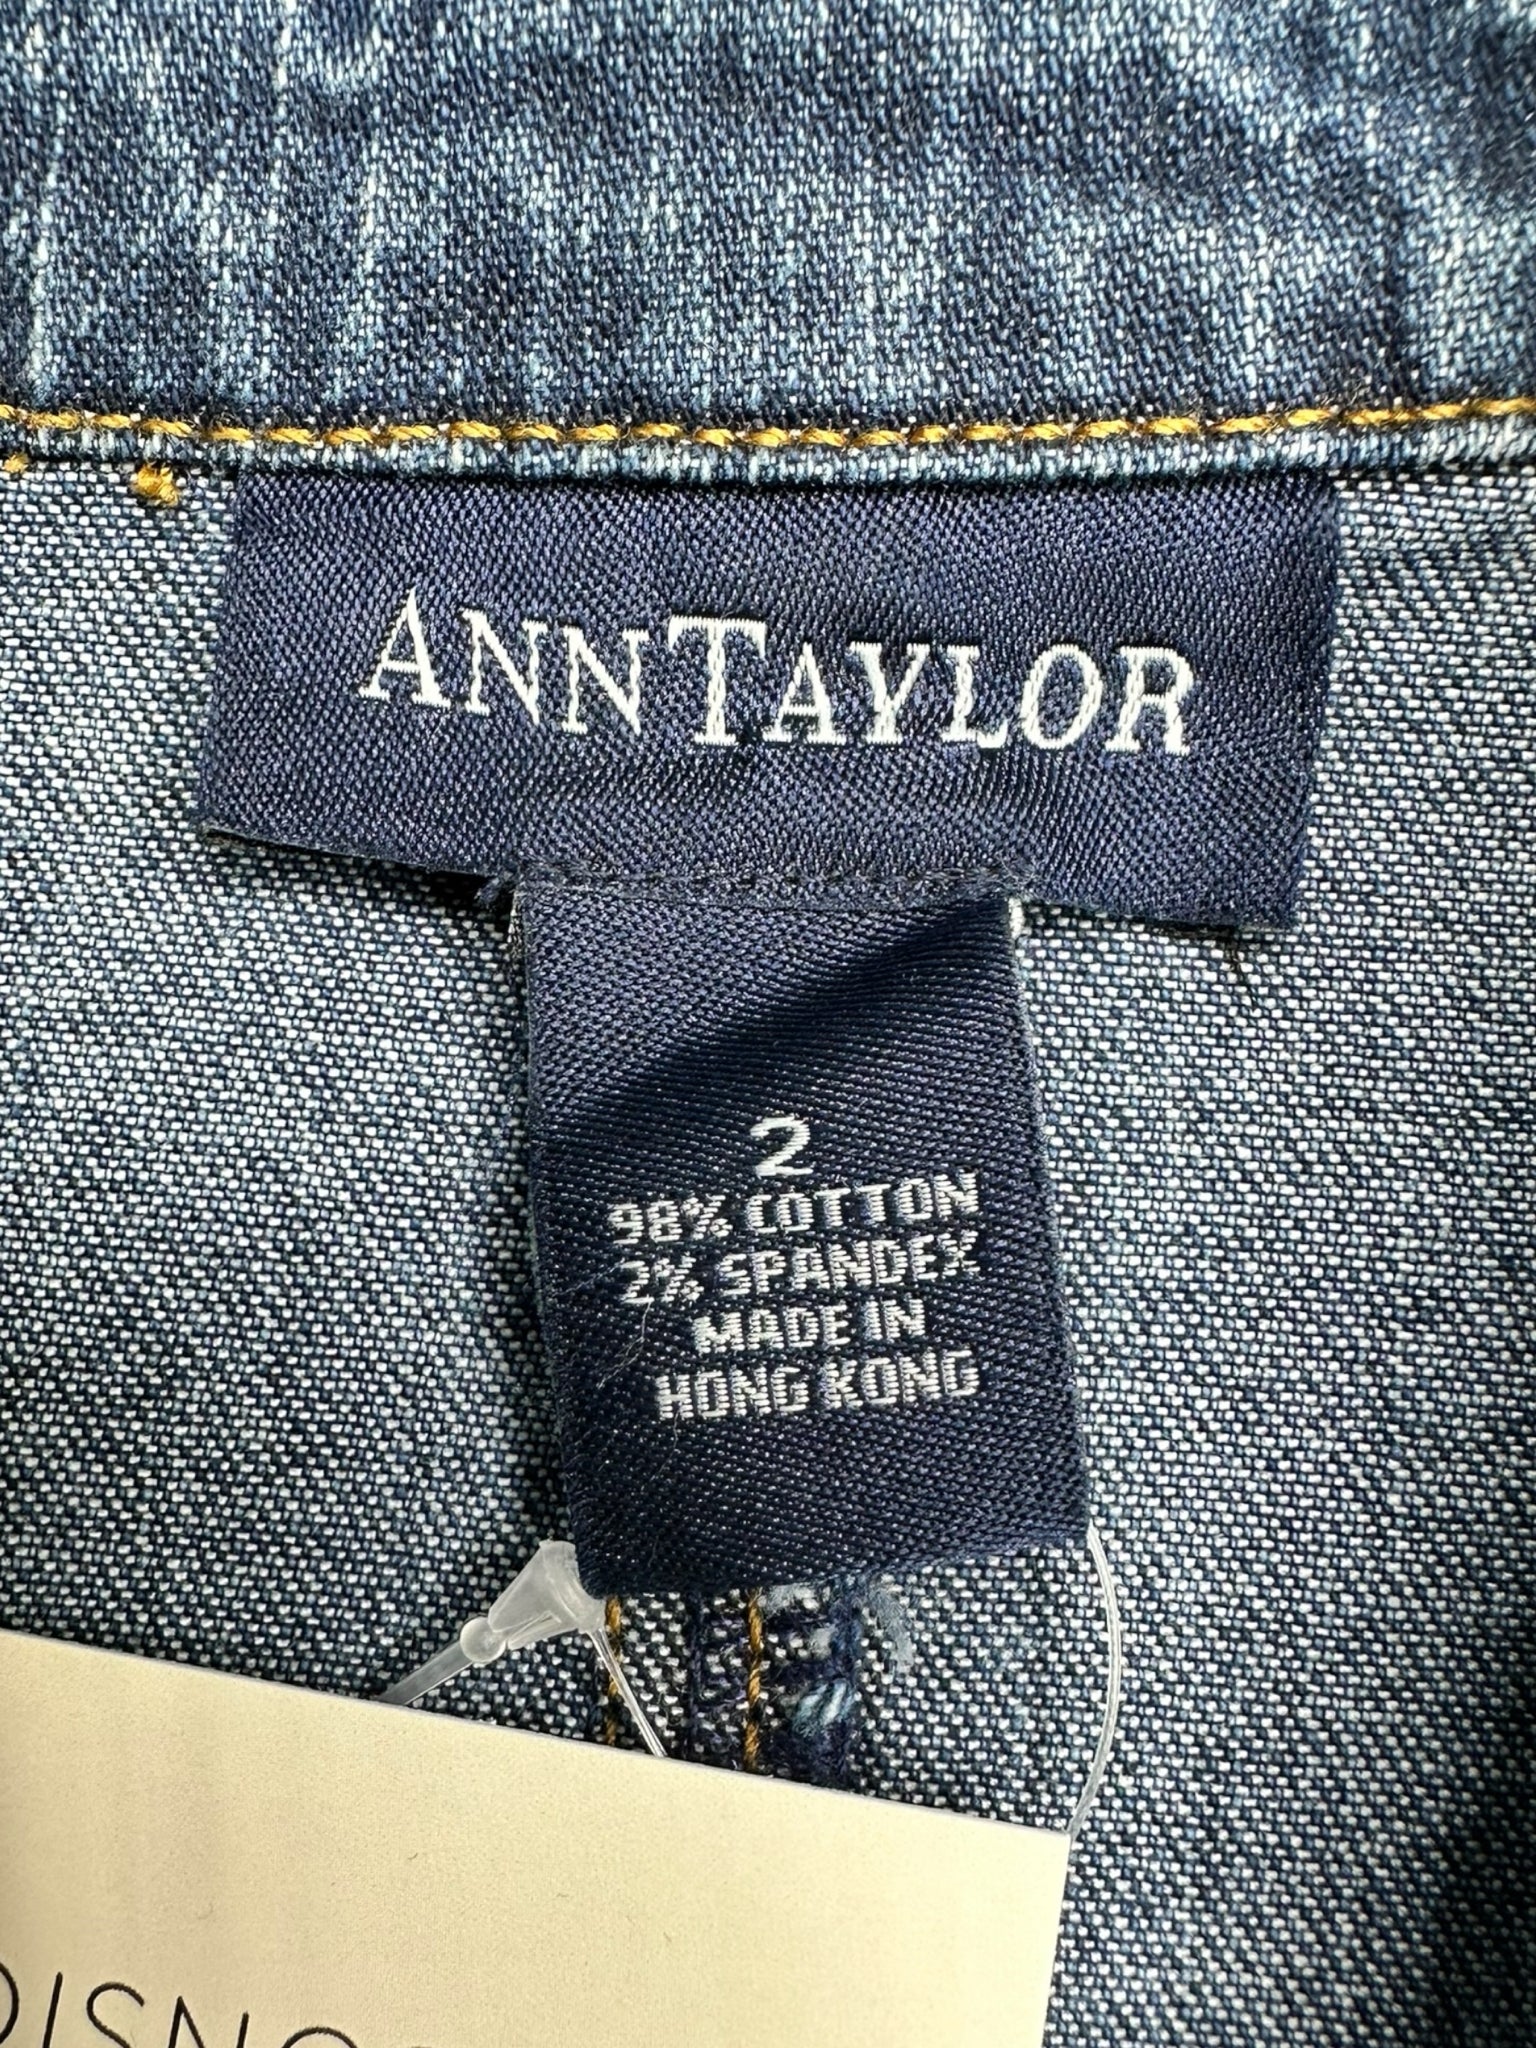 ANNTAYLOR
2
98% COTTON
2% SPANDEX
MADE IN
HONG KONG